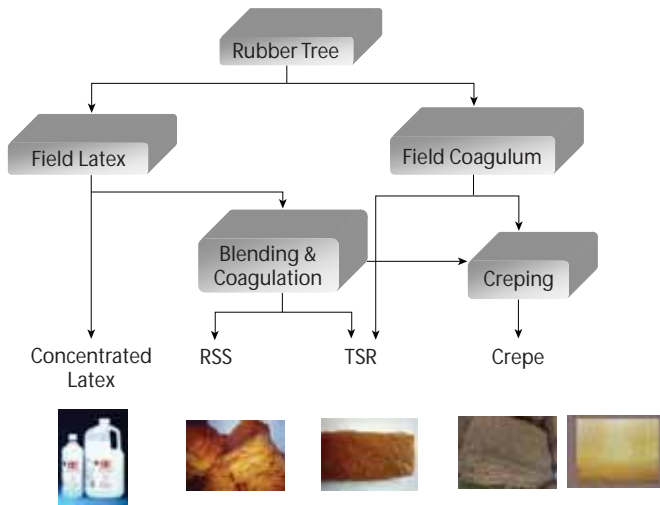 Rubber Tree
Field Latex
Field Coagulum
Blending &
Coagulation
Creping
Concentrated
Latex
RSS
TSR
Crepe